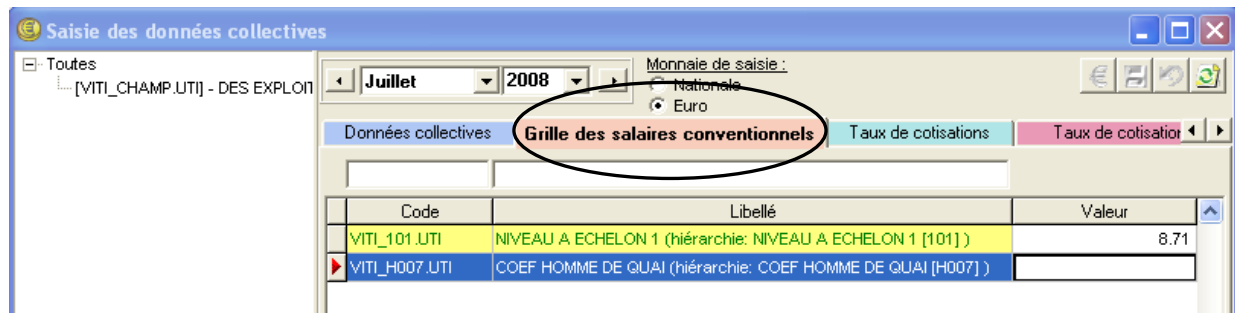 Saisie des données collectives
Toutes
[VITI_CHAMP.UTI] - DES EXPLOIT
Juillet 2008
Monnaie de saisie :
Nationale
Euro
Données collectives Grille des salaires conventionnels Taux de cotisations Taux de cotisation
Code Libellé Valeur
VITI_101.UTI NIVEAU A ECHELON 1 (hiérarchie: NIVEAU A ECHELON 1 [101] ) 8.71
VITI_H007.UTI COEF HOMME DE QUAI (hiérarchie: COEF HOMME DE QUAI [H007] )